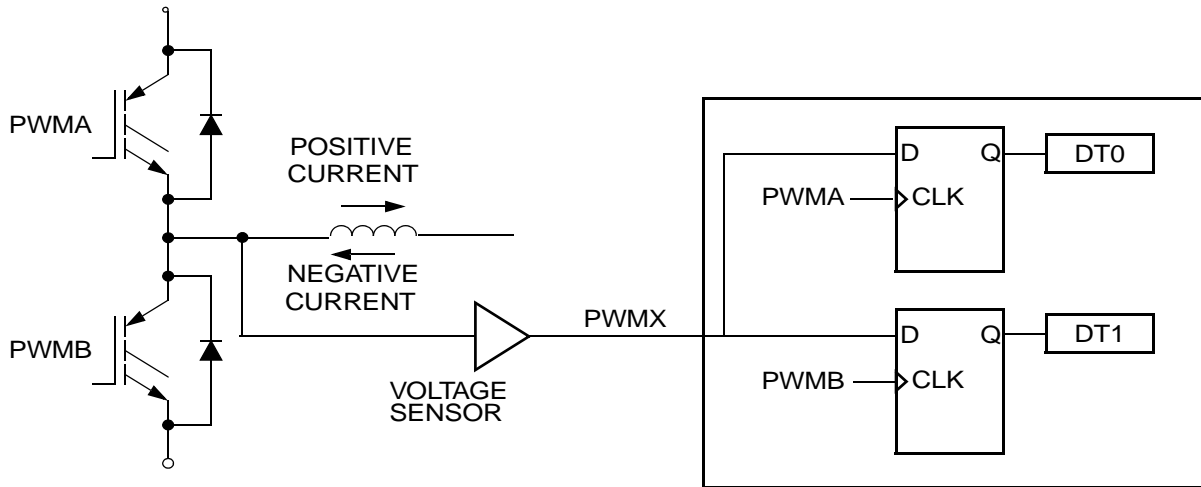 PWMA
POSITIVE
CURRENT
NEGATIVE
CURRENT
PWMB
VOLTAGE
SENSOR
PWMX
D Q
PWMA CLK
DT0
D Q
PWMB CLK
DT1